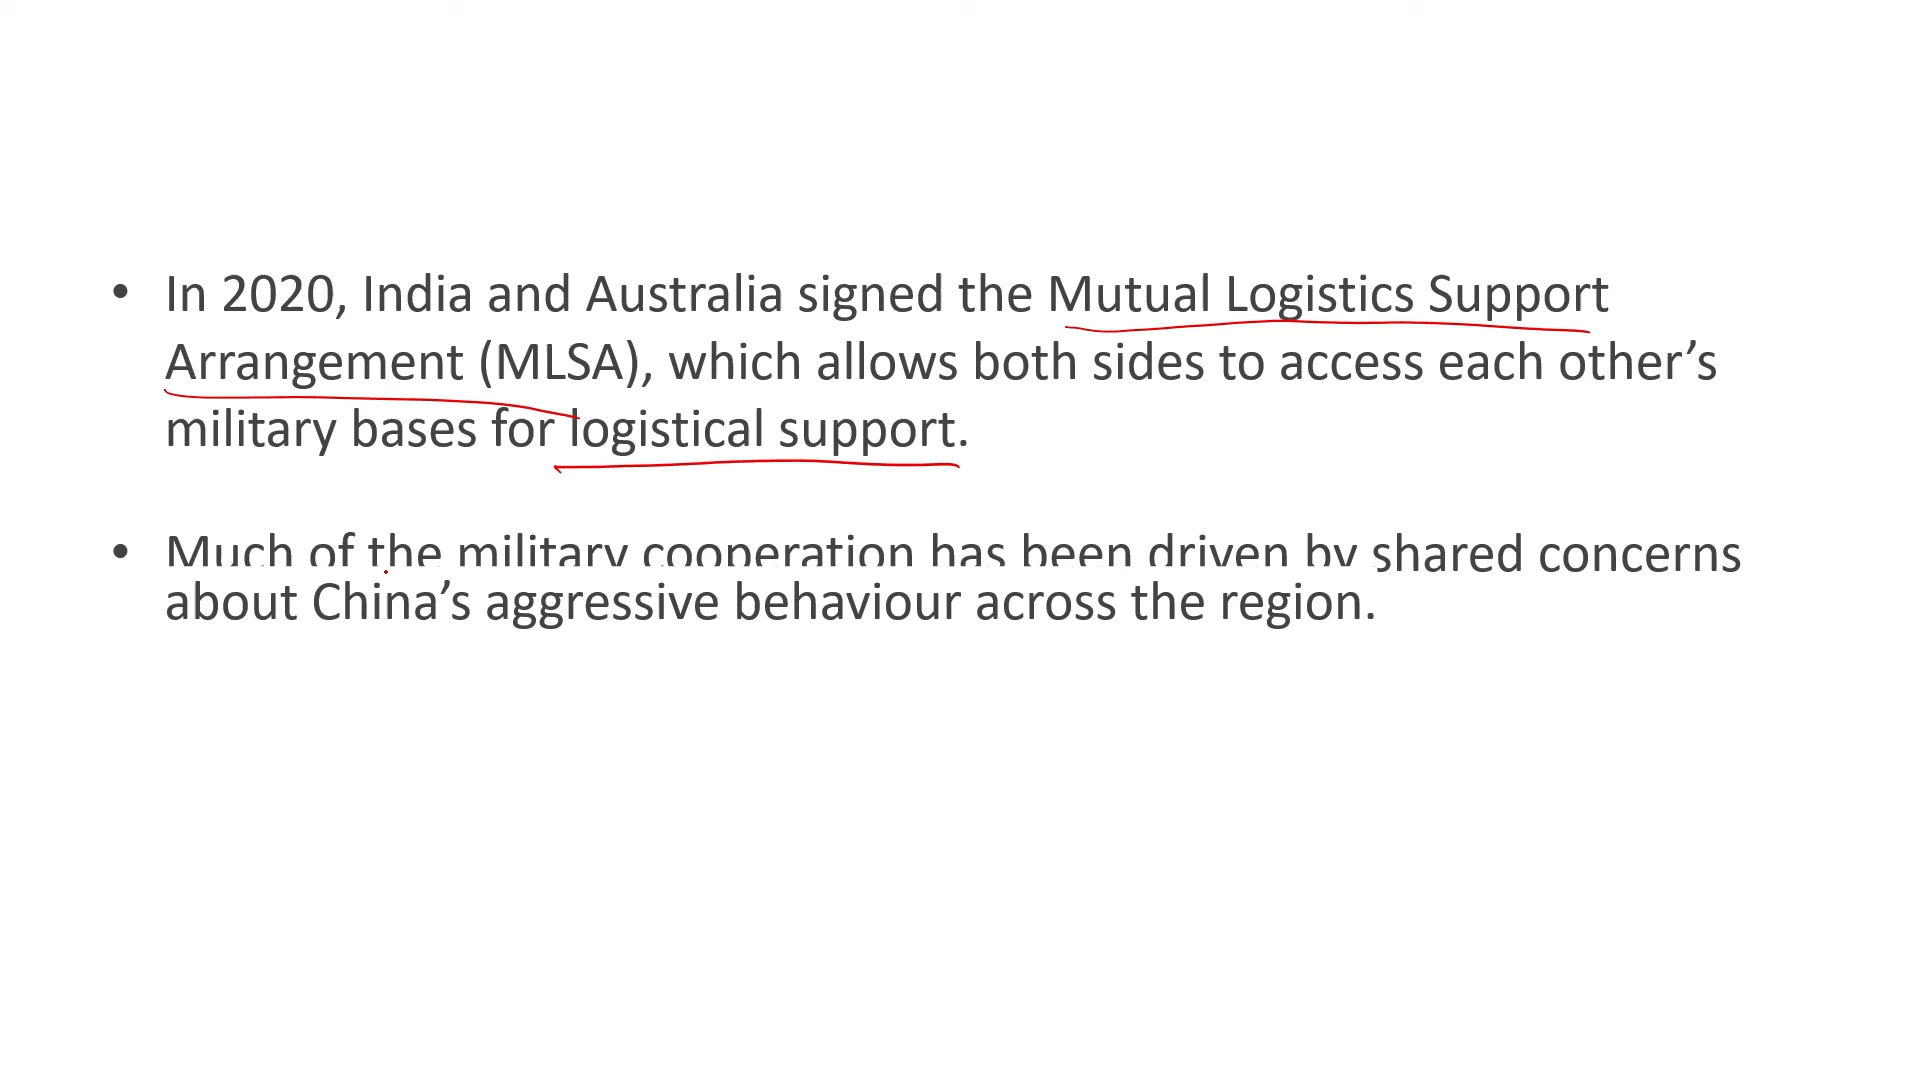 • In 2020, India and Australia signed the Mutual Logistics Support
Arrangement (MLSA), which allows both sides to access each other’s
military bases for logistical support.
• Much of the military cooperation has been driven by shared concerns
about China’s aggressive behaviour across the region.